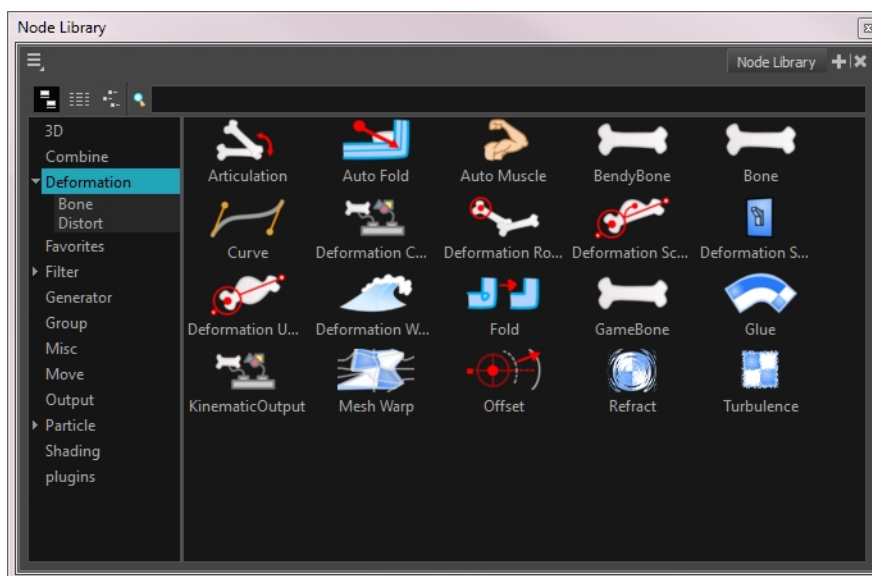 Node Library
Node Library
3D
Combine
Deformation
Bone
Distort
Favorites
Filter
Generator
Group
Misc
Move
Output
Particle
Shading
plugins
Articulation Auto Fold Auto Muscle BendyBone Bone
Curve Deformation C... Deformation Ro... Deformation Sc... Deformation S...
Deformation U... Deformation W... Fold GameBone Glue
KinematicOutput Mesh Warp Offset Refract Turbulence